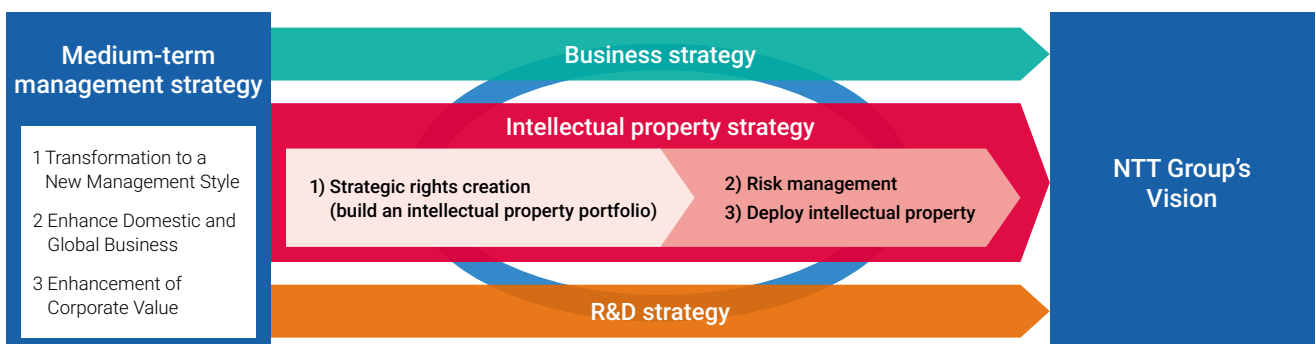 Medium-term
management strategy
1 Transformation to a
New Management Style
2 Enhance Domestic and
Global Business
3 Enhancement of
Corporate Value
Business strategy
Intellectual property strategy
1) Strategic rights creation
(build an intellectual property portfolio)
2) Risk management
3) Deploy intellectual property
R&D strategy
NTT Group’s
Vision